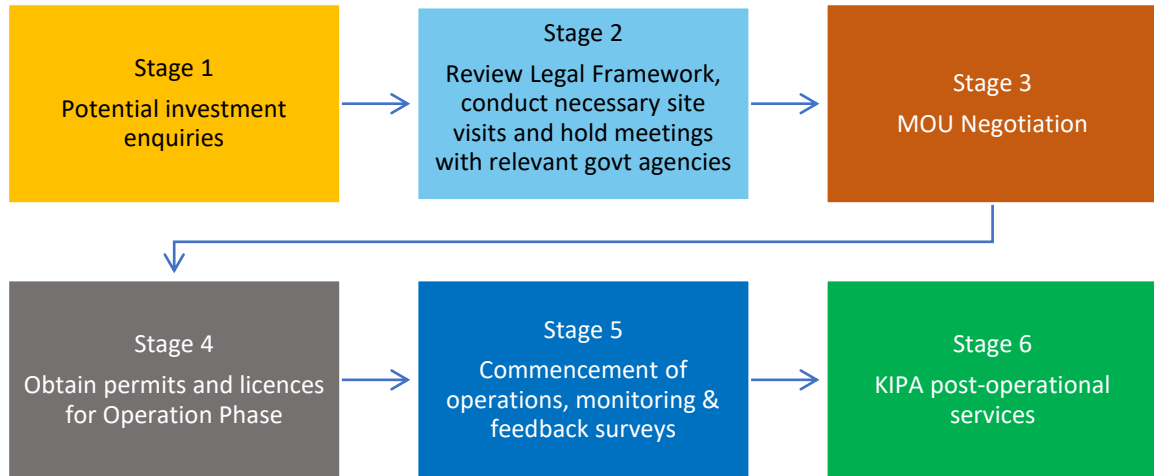 Stage 1
Potential investment
enquiries
Stage 2
Review Legal Framework,
conduct necessary site
visits and hold meetings
with relevant govt agencies
Stage 3
MOU Negotiation
Stage 4
Obtain permits and licences
for Operation Phase
Stage 5
Commencement of
operations, monitoring &
feedback surveys
Stage 6
KIPA post-operational
services